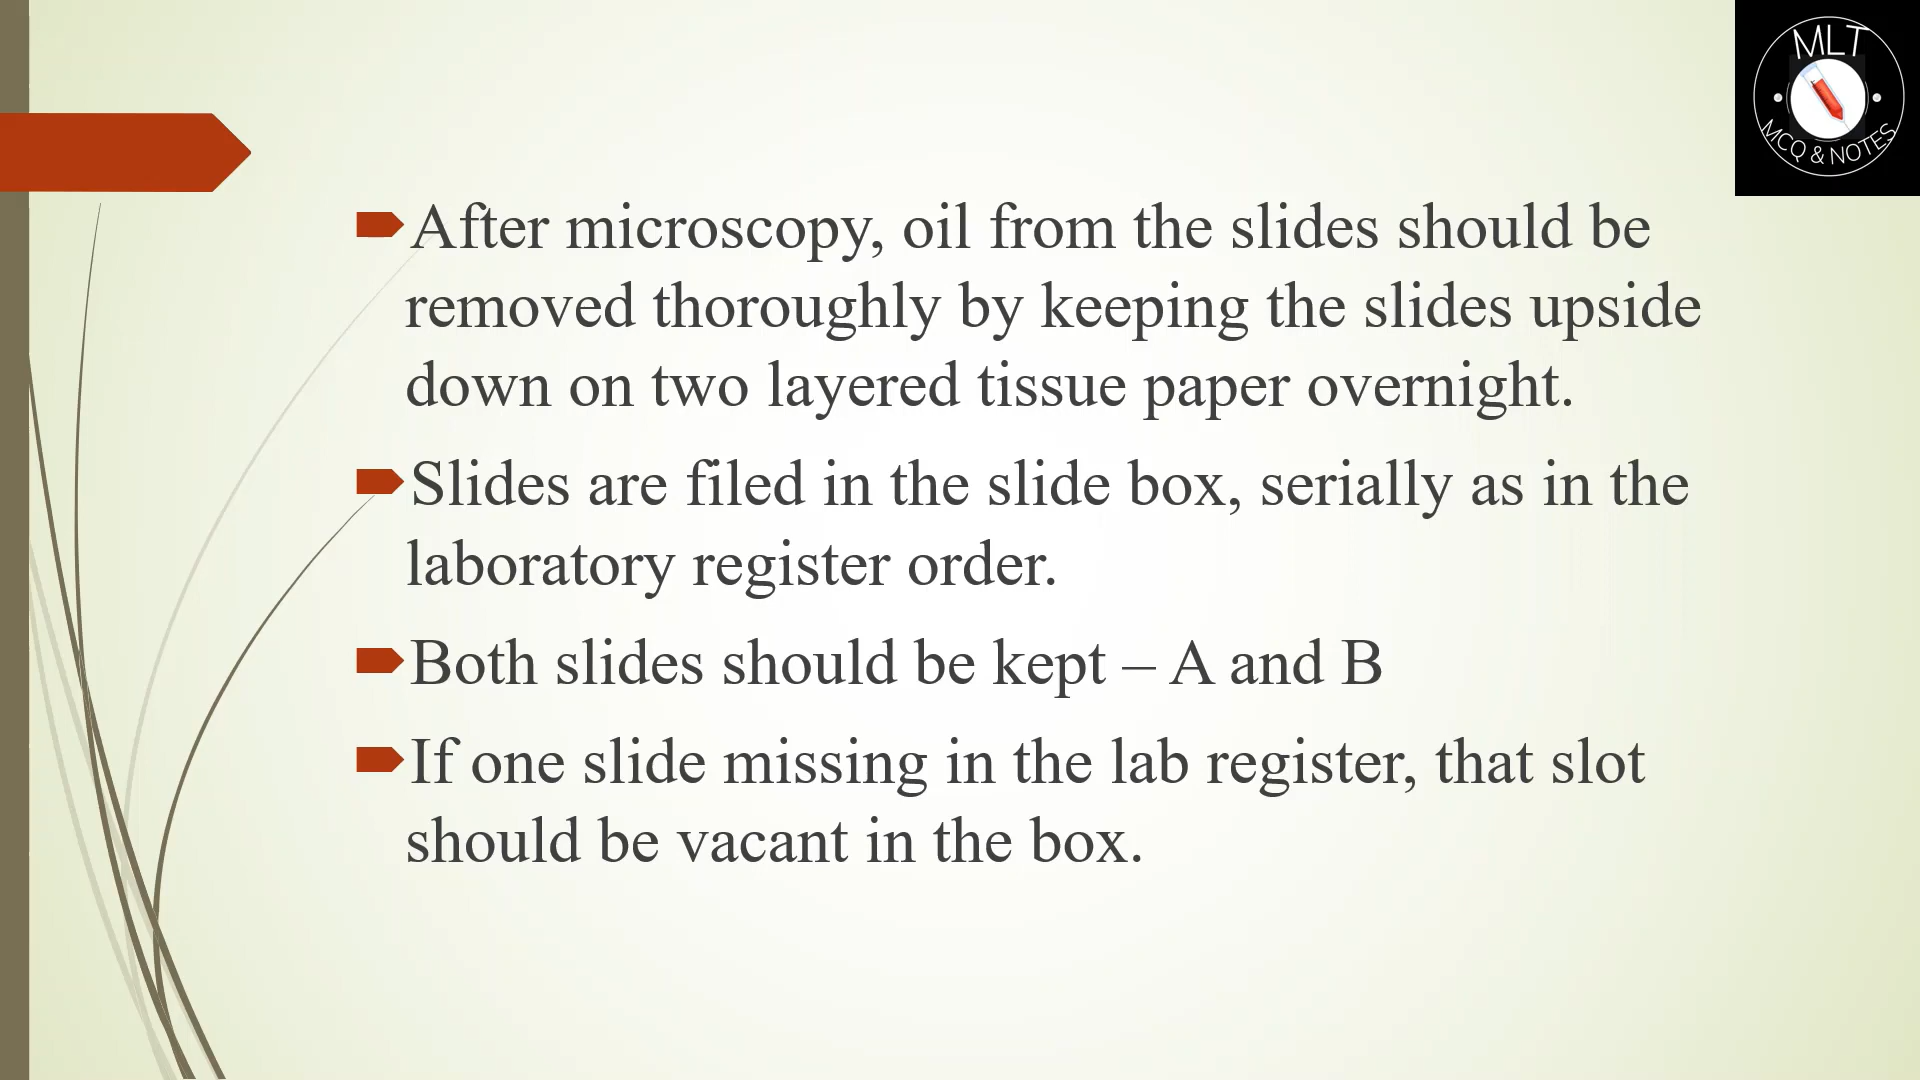 MLT
MCQ & NOTES
After microscopy, oil from the slides should be
removed thoroughly by keeping the slides upside
down on two layered tissue paper overnight.
Slides are filed in the slide box, serially as in the
laboratory register order.
Both slides should be kept – A and B
If one slide missing in the lab register, that slot
should be vacant in the box.